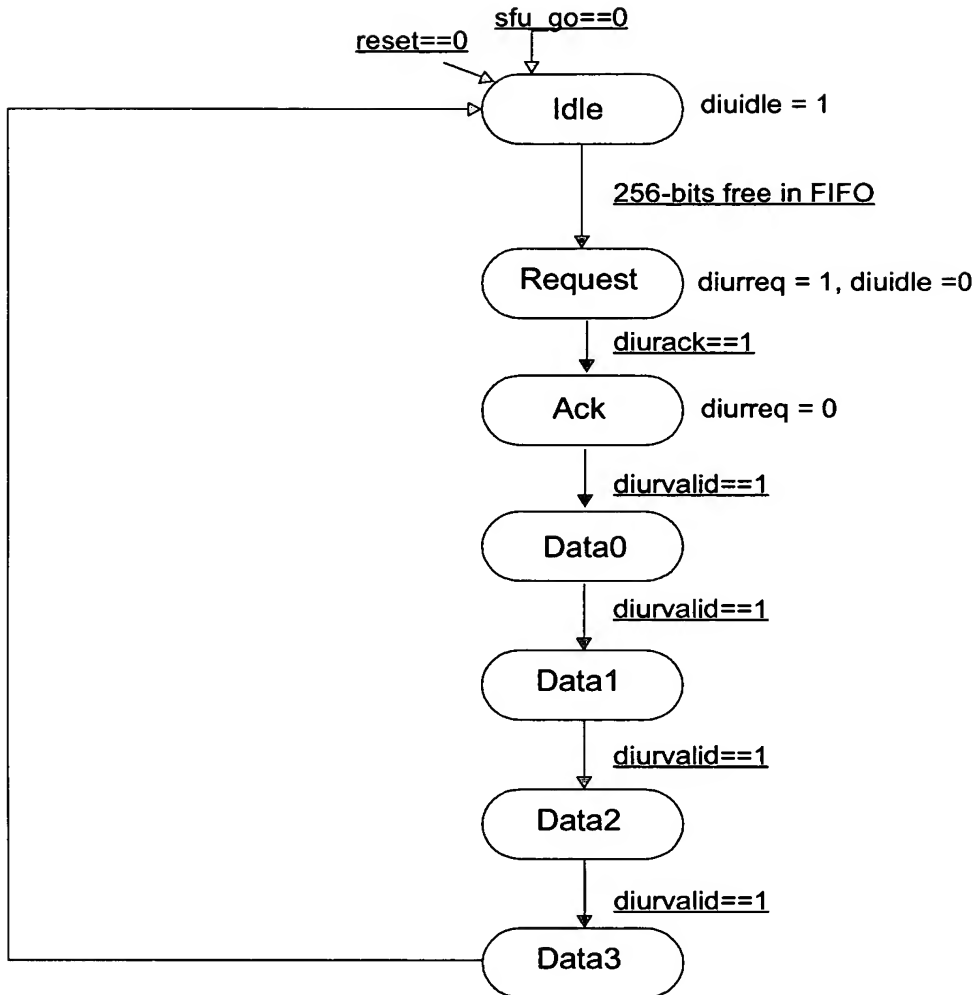 sfu_go==0
reset==0
Idle
diuidle = 1
256-bits free in FIFO
Request
diurreq = 1, diuidle =0
diurack==1
Ack
diurreq = 0
diurvalid==1
Data0
diurvalid==1
Data1
diurvalid==1
Data2
diurvalid==1
Data3